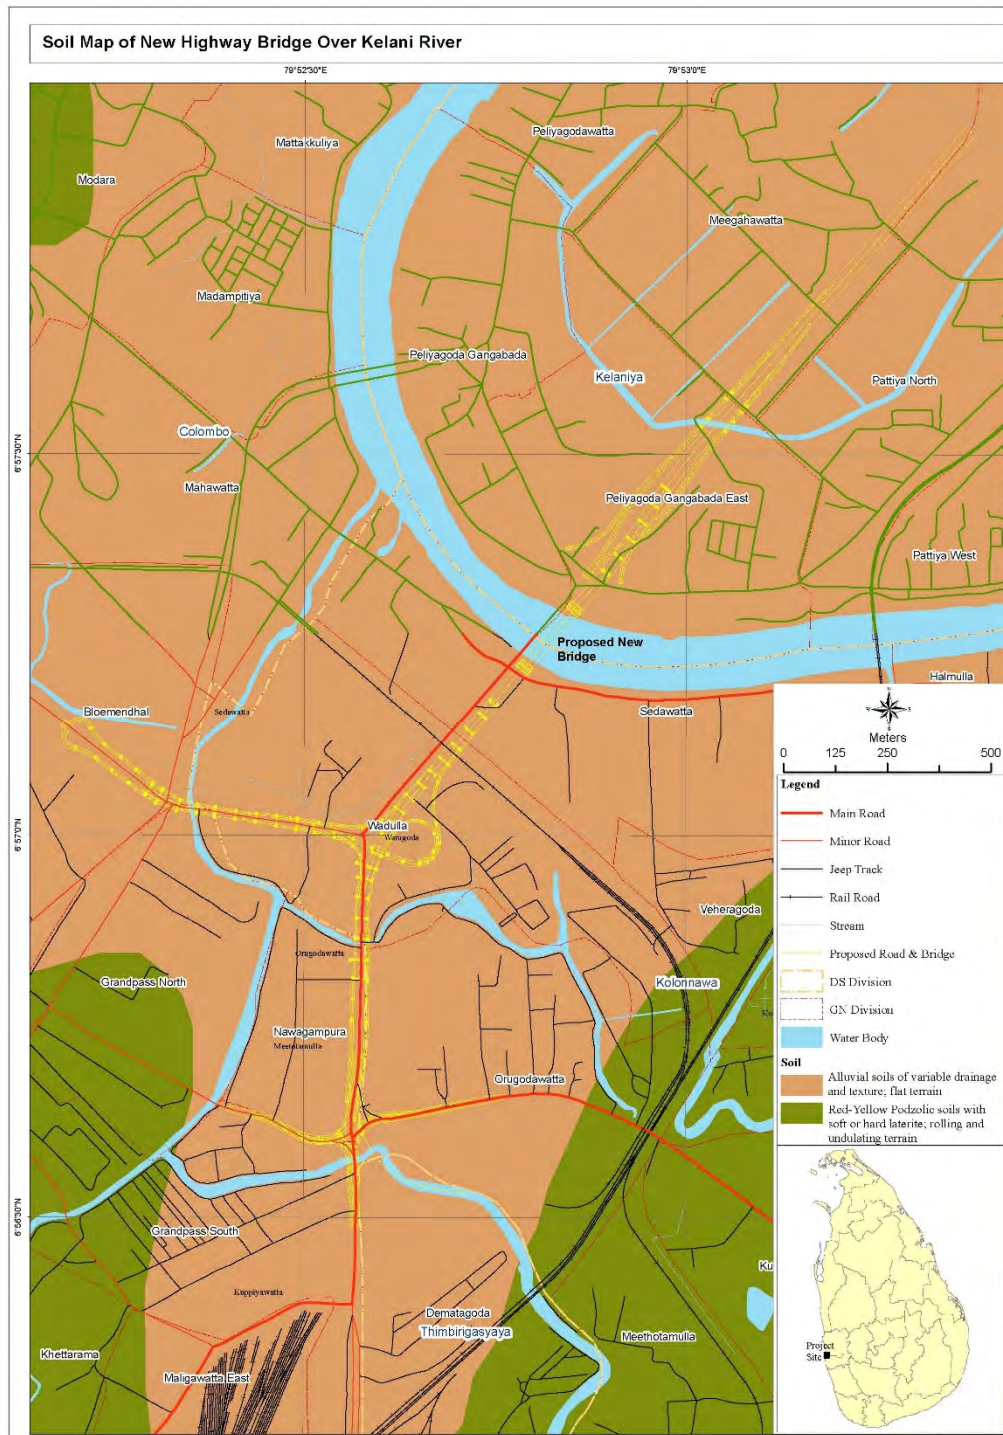 Soil Map of New Highway Bridge Over Kelani River
79°52'30"E
79°53'0"E
Mattakkuliya
Peliyagodawatta
Modara
Meegahawatta
Madampitiya
Peliyagoda Gangabada
Kelaniya
Pattiya North
Colombo
6°57'30"N
Mahawatta
Peliyagoda Gangabada East
Pattiya West
Proposed New
Bridge
Halmulla
Bloemendhal
Sedawatta
Sedawatta
Wadulla
Waragoda
6°57'0"N
Veheragoda
Orugodawatta
Grandpass North
Kolonnawa
Nawagampura
Meetotamulla
Orugodawatta
6°56'30"N
Grandpass South
Kuppiyawatta
Ku
Dematagoda
Thimbirigasyaya
Meethotamulla
Khettarama
Maligawatta East
Meters
0 125 250 500
Legend
Main Road
Minor Road
Jeep Track
Rail Road
Stream
Proposed Road & Bridge
DS Division
GN Division
Water Body
Soil
Alluvial soils of variable drainage
and texture; flat terrain
Red-Yellow Podzolic soils with
soft or hard laterite; rolling and
undulating terrain
Project
Site